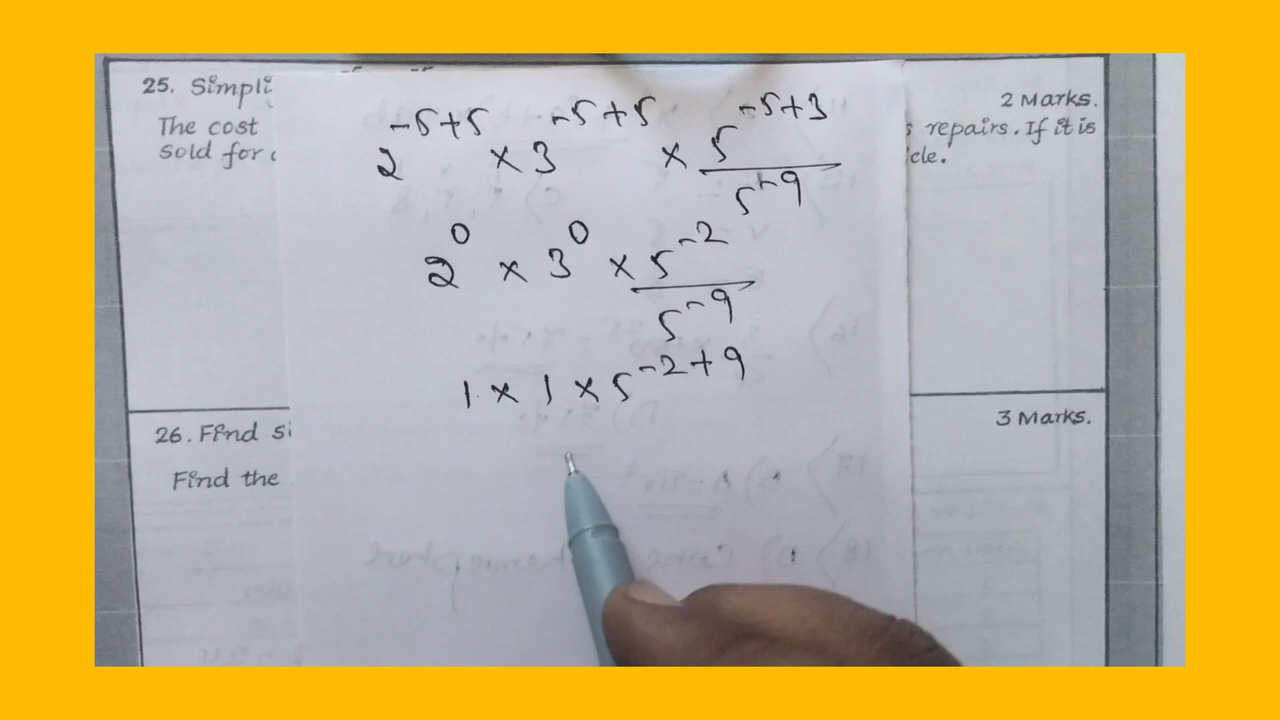 25. Simpli
2 Marks.
The cost
s repairs. If it is
Sold for
cle.
2^{-5+5} × 3^{-5+5} × 5^{-5+3} / 5^{-9}
2^0 × 3^0 × 5^{-2} / 5^{-9}
1 × 1 × 5^{-2+9}
26. Find si
3 Marks.
Find the